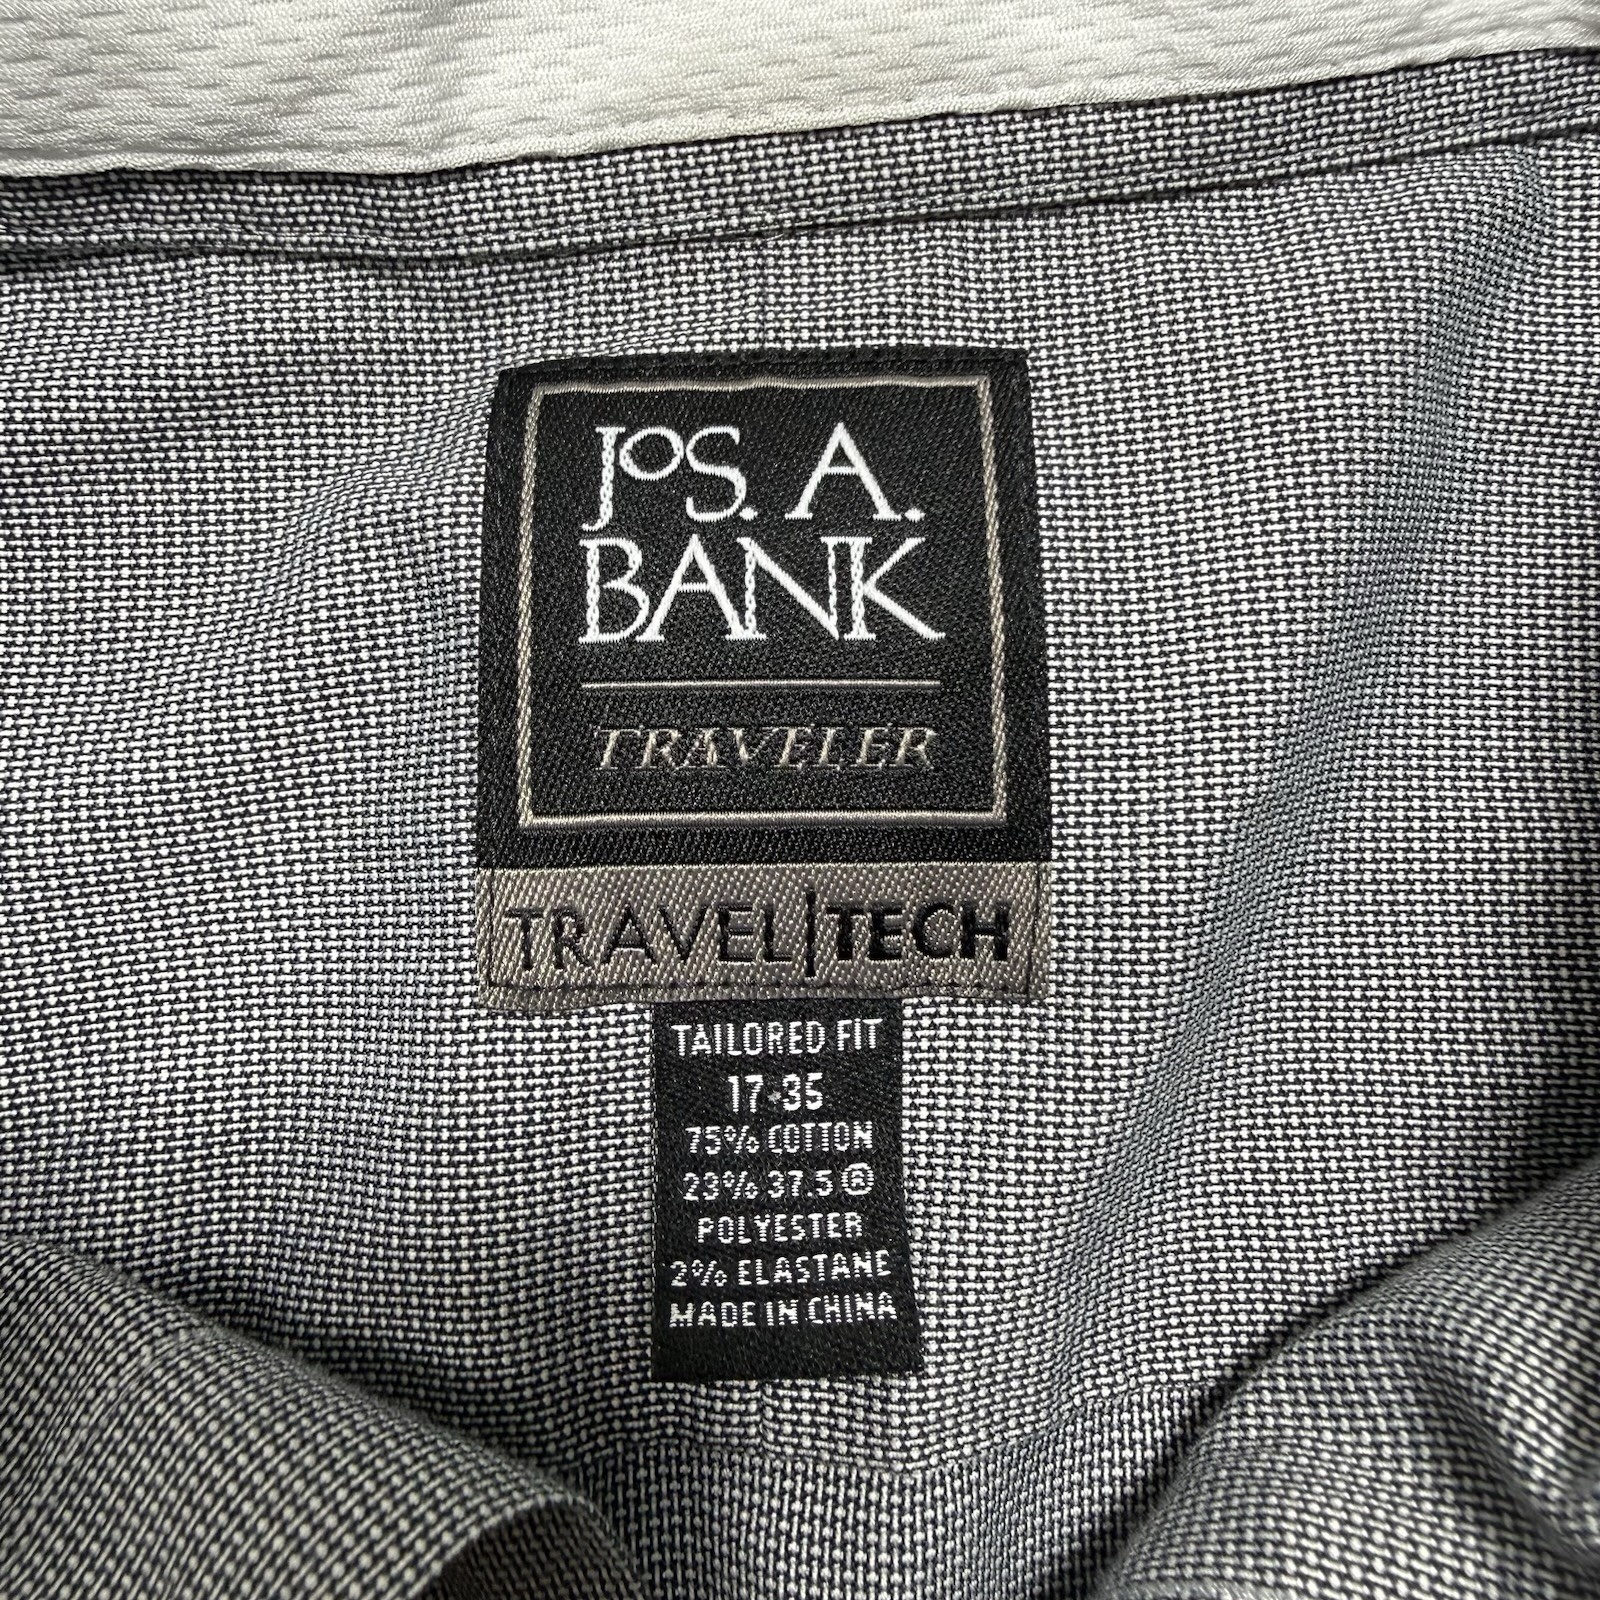 JOS. A.
BANK
TRAVELER
TRAVEL|TECH
TAILORED FIT
17-35
75% COTTON
23% 37.5®
POLYESTER
2% ELASTANE
MADE IN CHINA